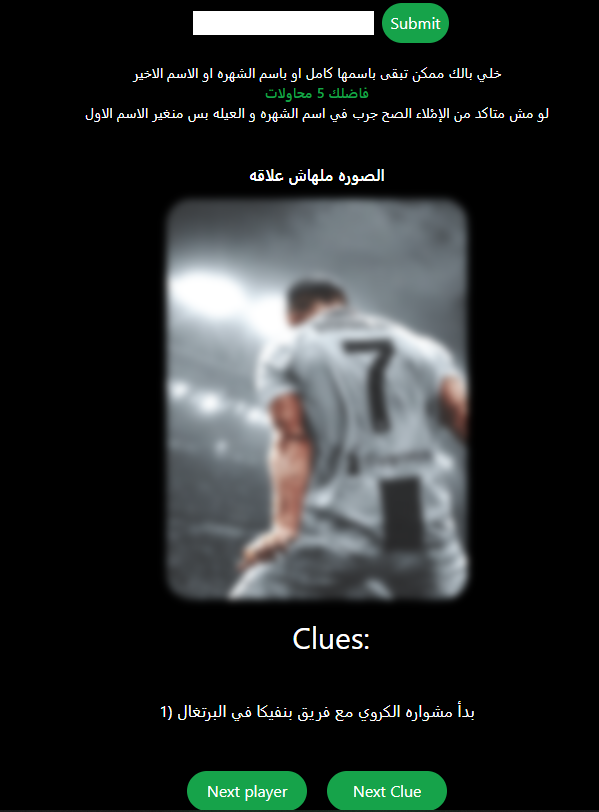 Submit
خلي بالك ممكن تبقى باسمها كامل او باسم الشهره او الاسم الاخير
فاضلك 5 محاولات
لو مش متاكد من الإمْلاء الصح جرب في اسم الشهره و العيله بس منغير الاسم الاول
الصوره ملهاش علاقه
7
Clues:
بدأ مشواره الكروي مع فريق بنفيكا في البرتغال (1
Next player
Next Clue